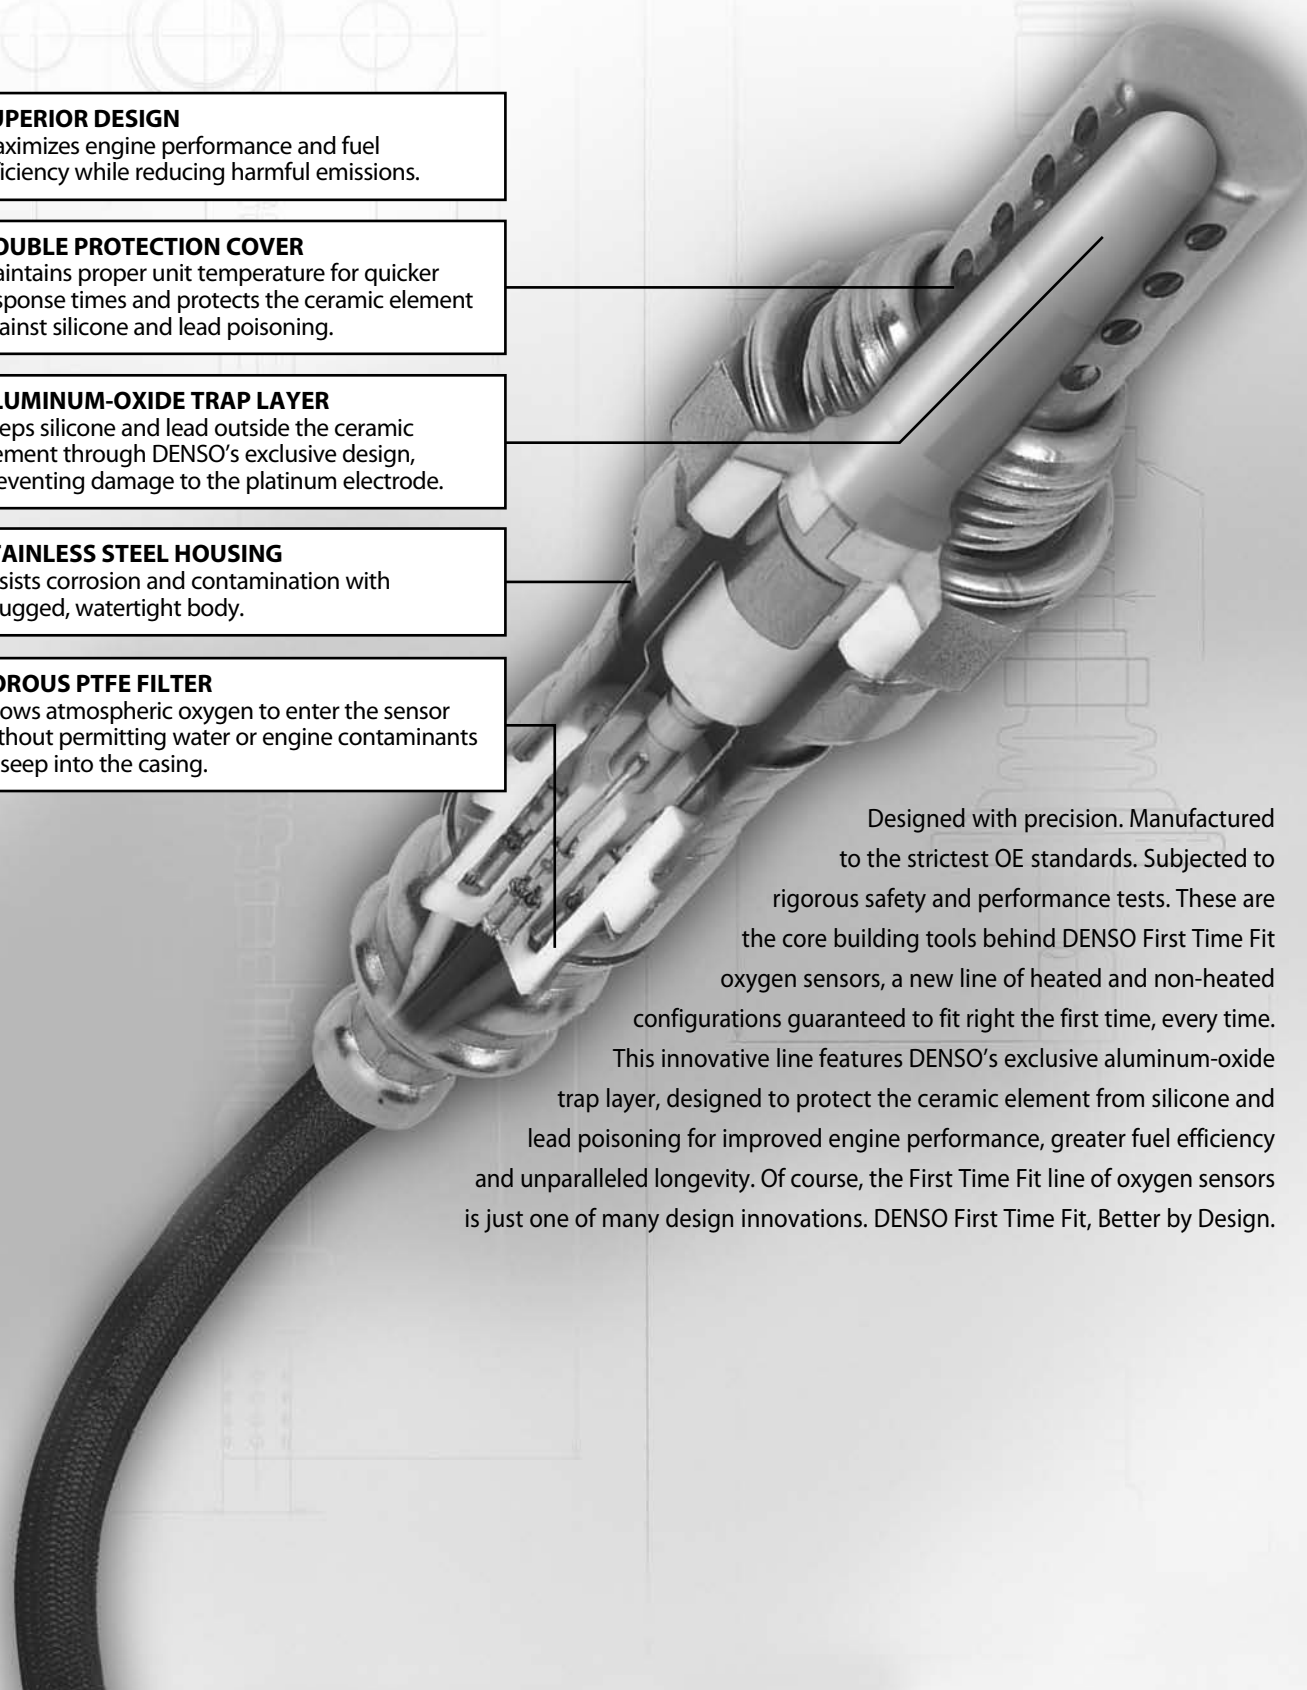 UPERIOR DESIGN
aximizes engine performance and fuel
iciency while reducing harmful emissions.
OUBLE PROTECTION COVER
aintains proper unit temperature for quicker
sponse times and protects the ceramic element
ainst silicone and lead poisoning.
LUMINUM-OXIDE TRAP LAYER
eps silicone and lead outside the ceramic
ement through DENSO’s exclusive design,
eventing damage to the platinum electrode.
TAINLESS STEEL HOUSING
sists corrosion and contamination with
ugged, watertight body.
OROUS PTFE FILTER
ows atmospheric oxygen to enter the sensor
thout permitting water or engine contaminants
seep into the casing.
Designed with precision. Manufactured
to the strictest OE standards. Subjected to
rigorous safety and performance tests. These are
the core building tools behind DENSO First Time Fit
oxygen sensors, a new line of heated and non-heated
configurations guaranteed to fit right the first time, every time.
This innovative line features DENSO’s exclusive aluminum-oxide
trap layer, designed to protect the ceramic element from silicone and
lead poisoning for improved engine performance, greater fuel efficiency
and unparalleled longevity. Of course, the First Time Fit line of oxygen sensors
is just one of many design innovations. DENSO First Time Fit, Better by Design.